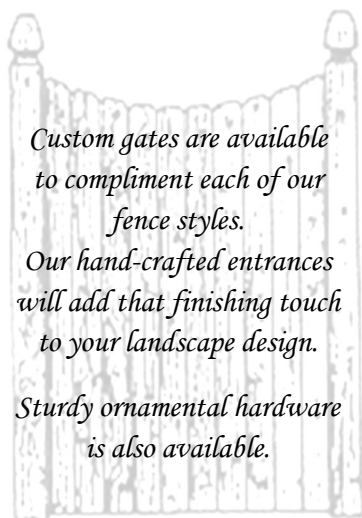 Custom gates are available
to compliment each of our
fence styles.
Our hand-crafted entrances
will add that finishing touch
to your landscape design.
Sturdy ornamental hardware
is also available.